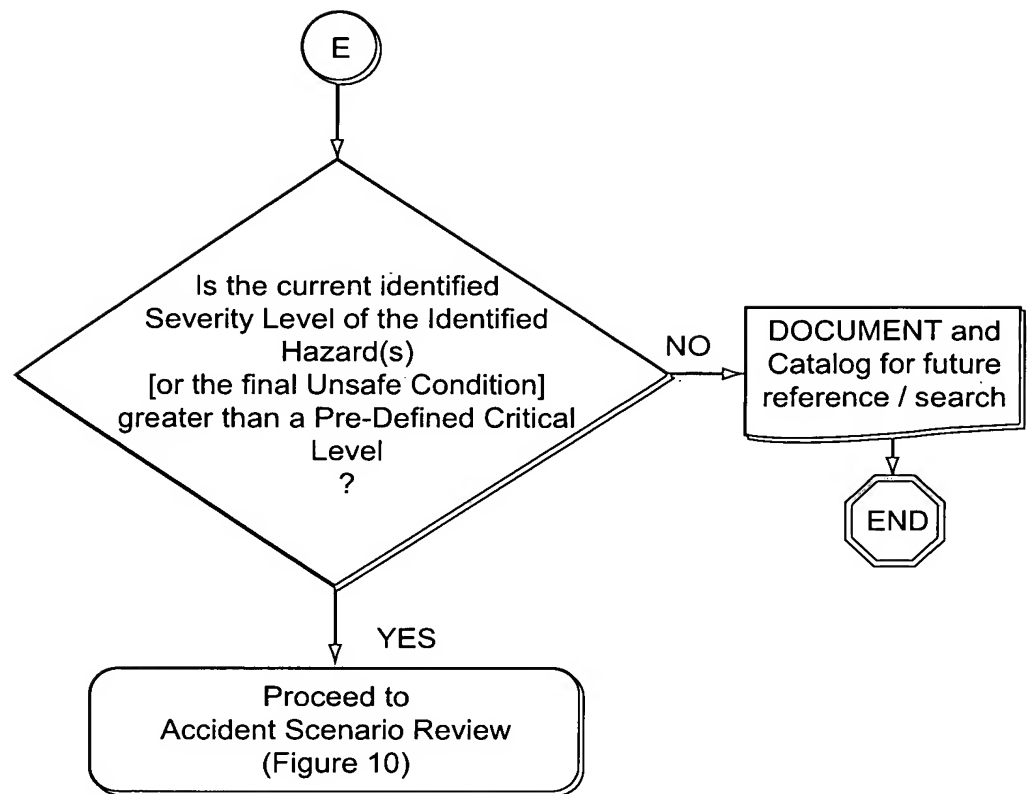 E
Is the current identified
Severity Level of the Identified
Hazard(s)
[or the final Unsafe Condition]
greater than a Pre-Defined Critical
Level
?
NO
DOCUMENT and
Catalog for future
reference / search
END
YES
Proceed to
Accident Scenario Review
(Figure 10)